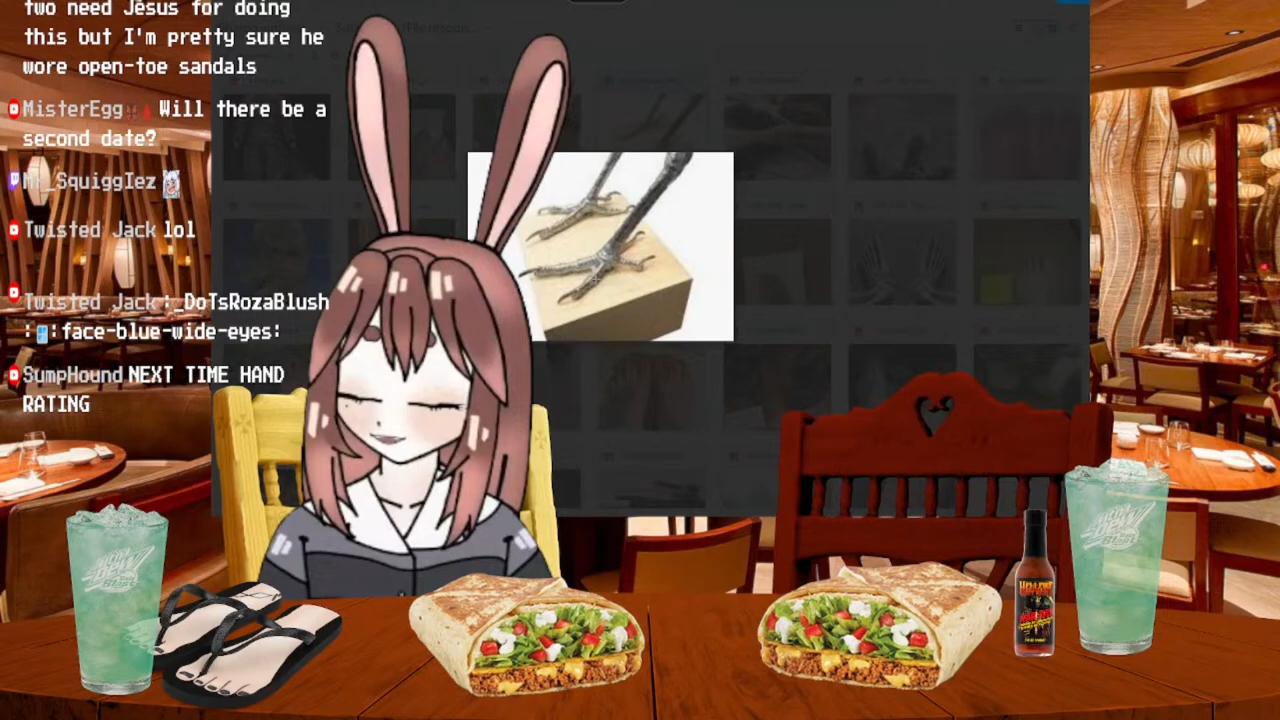 two need Jesus for doing
this but I'm pretty sure he
wore open-toe sandals
MisterEgg Will there be a
second date?
Mr_SquiggIez
Twisted Jack lol
Twisted Jack :_DoTsRozaBlush
: :face-blue-wide-eyes:
SumpHound NEXT TIME HAND
RATING